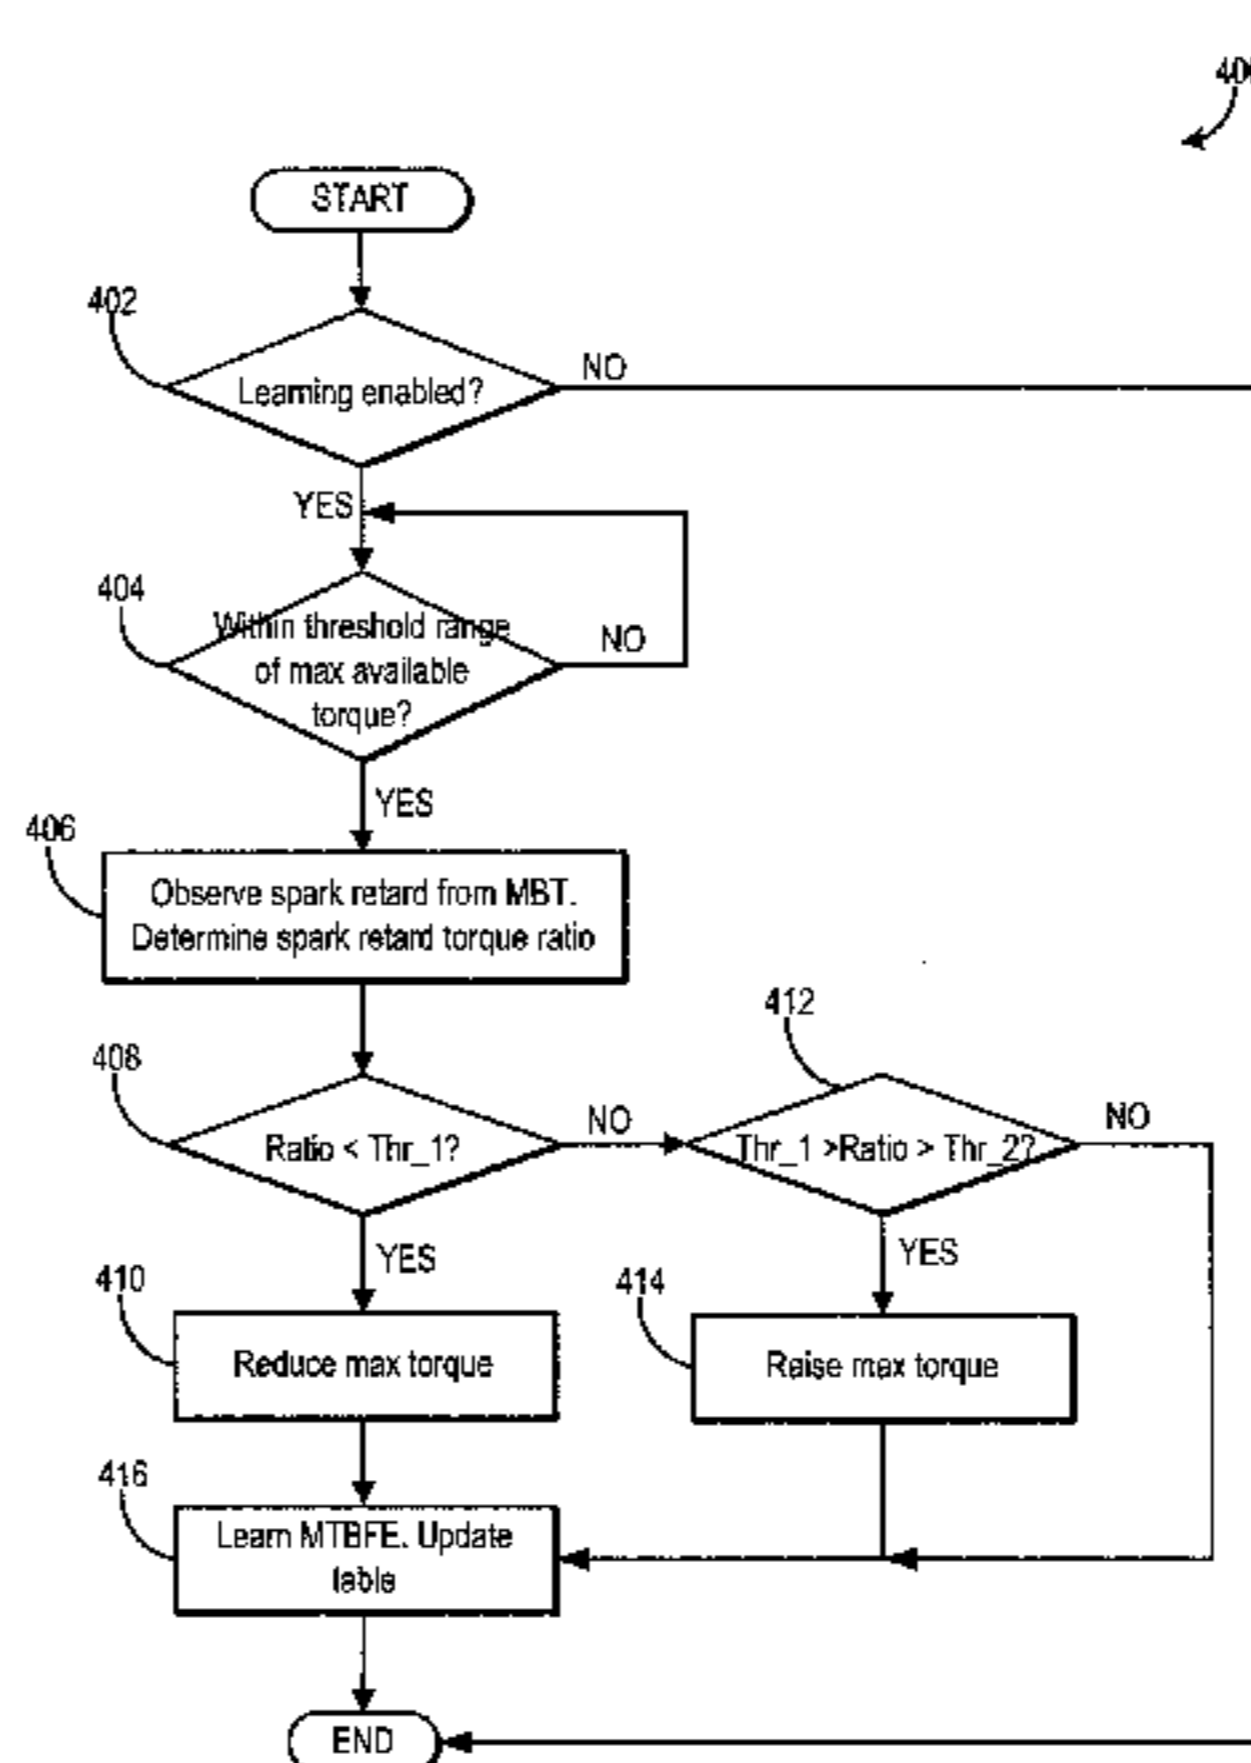 START
402
Learning enabled?
NO
YES
404
Within threshold range
of max available
torque?
NO
YES
406
Observe spark retard from MBT.
Determine spark retard torque ratio
412
408
Ratio < Thr_1?
NO
Thr_1 >Ratio > Thr_2?
NO
YES
YES
410
Reduce max torque
414
Raise max torque
416
Learn MTBFE. Update
table
END